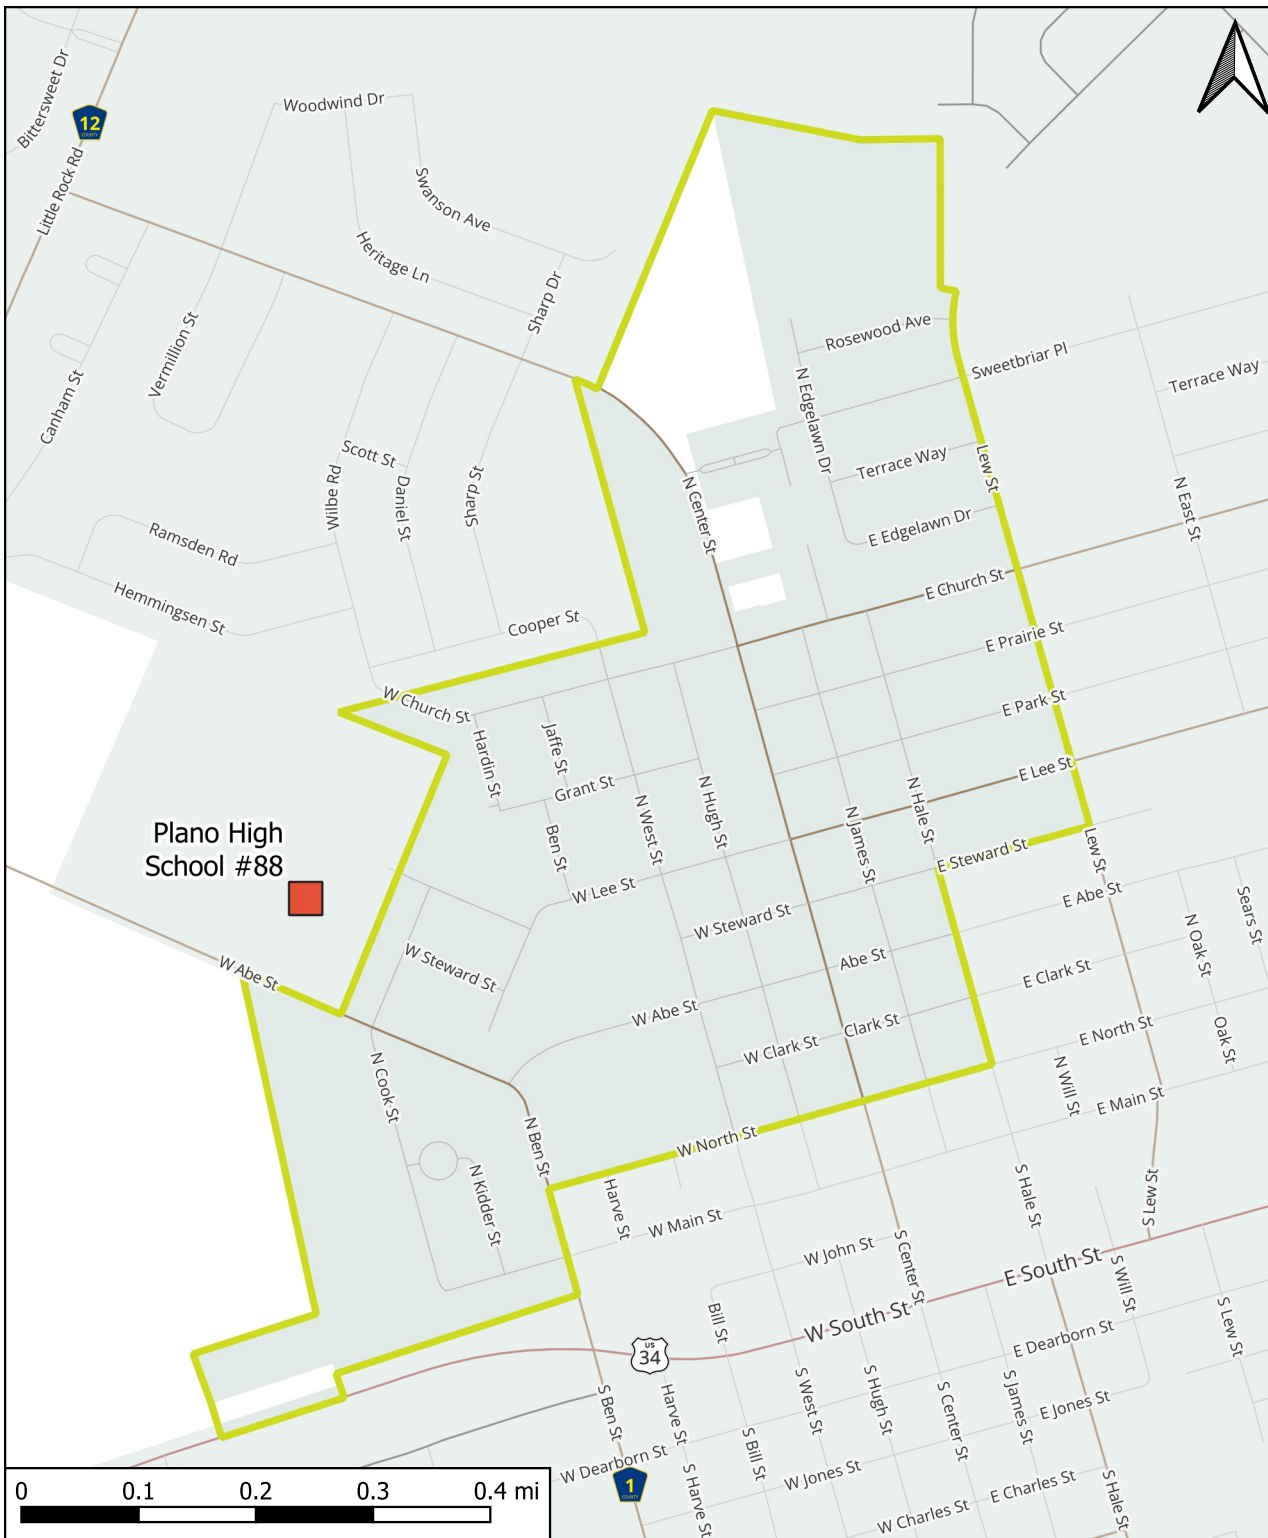 Bittersweet Dr
12
COUNTY
Little Rock Rd
Woodwind Dr
Swanson Ave
Heritage Ln
Sharp Dr
Vermillion St
Canham St
Rosewood Ave
Sweetbriar Pl
Terrace Way
N Edgelawn Dr
Scott St
Wilbe Rd
Daniel St
Sharp St
Terrace Way
Lew St
N East St
N Center St
E Edgelawn Dr
Ramsden Rd
Hemmingsen St
Cooper St
E Church St
E Prairie St
E Park St
W Church St
Hardin St
Jaffe St
Grant St
N West St
N Hugh St
E Lee St
N Hale St
N James St
Plano High
School #88
Ben St
W Lee St
E Steward St
Lew St
W Steward St
E Abe St
Sears St
N Oak St
W Abe St
W Steward St
Abe St
E Clark St
W Abe St
Clark St
W Clark St
E North St
Oak St
N Cook St
N Will St
E Main St
N Ben St
W North St
N Kidder St
Harve St
W Main St
S Hale St
S Lew St
W John St
S Center St
E South St
S Will St
W South St
Bill St
E Dearborn St
S Lew St
US
34
S Ben St
Harve St
S West St
S Hugh St
S Center St
S James St
E Jones St
S Bill St
W Dearborn St
W Jones St
E Charles St
S Hale St
1
COUNTY
S Harve St
W Charles St
0 0.1 0.2 0.3 0.4 mi